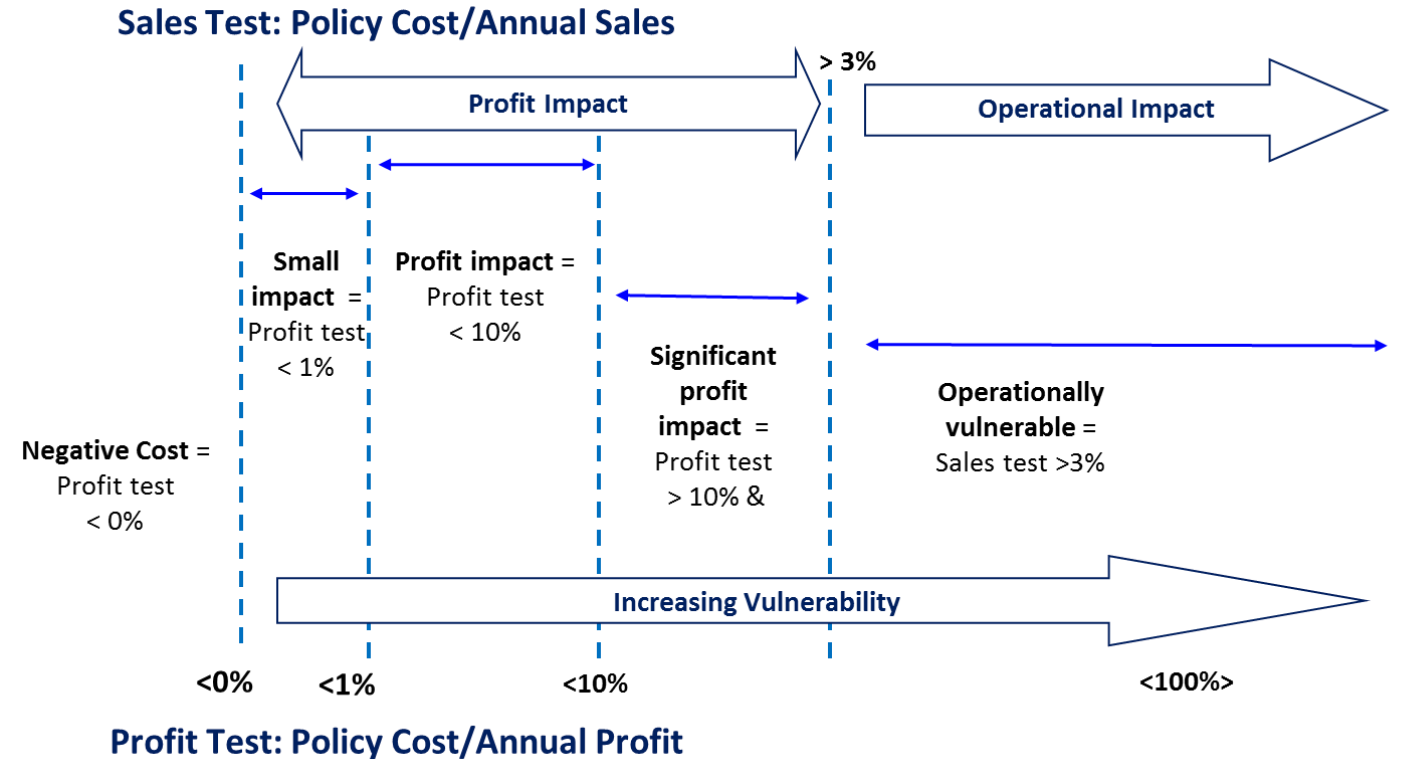 Sales Test: Policy Cost/Annual Sales
> 3%
Profit Impact
Operational Impact
Small
impact =
Profit test
< 1%
Profit impact =
Profit test
< 10%
Significant
profit
impact =
Profit test
> 10% &
Operationally
vulnerable =
Sales test >3%
Negative Cost =
Profit test
< 0%
Increasing Vulnerability
<0%
<1%
<10%
<100%>
Profit Test: Policy Cost/Annual Profit